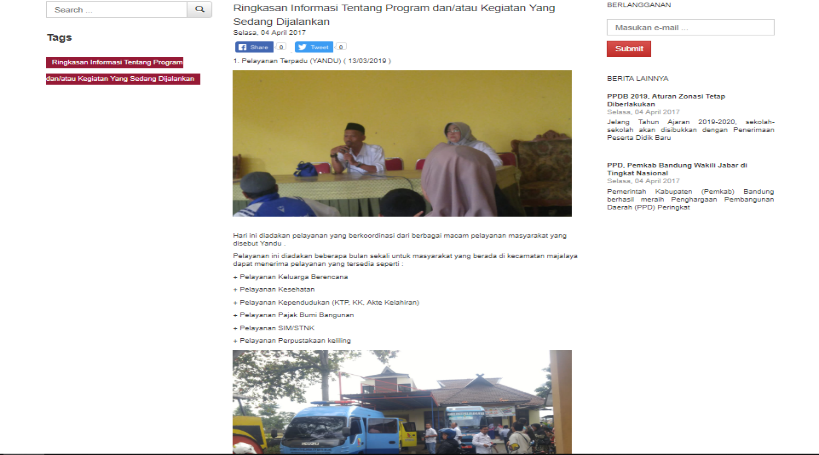 Search ...
Tags
Ringkasan Informasi Tentang Program
dan/atau Kegiatan Yang Sedang Dijalankan
Ringkasan Informasi Tentang Program dan/atau Kegiatan Yang
Sedang Dijalankan
Selasa, 04 April 2017
Share 0 Tweet 0
1. Pelayanan Terpadu (YANDU) ( 13/03/2019 )
Hari ini diadakan pelayanan yang berkoordinasi dari berbagai macam pelayanan masyarakat yang
disebut Yandu .
Pelayanan ini diadakan beberapa bulan sekali untuk masyarakat yang berada di kecamatan majalaya
dapat menerima pelayanan yang tersedia seperti :
+ Pelayanan Keluarga Berencana
+ Pelayanan Kesehatan
+ Pelayanan Kependudukan (KTP, KK, Akte Kelahiran)
+ Pelayanan Pajak Bumi Bangunan
+ Pelayanan SIM/STNK
+ Pelayanan Perpustakaan keliling
BERLANGGANAN
Masukan e-mail ...
Submit
BERITA LAINNYA
PPDB 2019, Aturan Zonasi Tetap
Diberlakukan
Selasa, 04 April 2017
Jelang Tahun Ajaran 2019-2020, sekolah-
sekolah akan disibukkan dengan Penerimaan
Peserta Didik Baru
PPD, Pemkab Bandung Wakili Jabar di
Tingkat Nasional
Selasa, 04 April 2017
Pemerintah Kabupaten (Pemkab) Bandung
berhasil meraih Penghargaan Pembangunan
Daerah (PPD) Peringkat